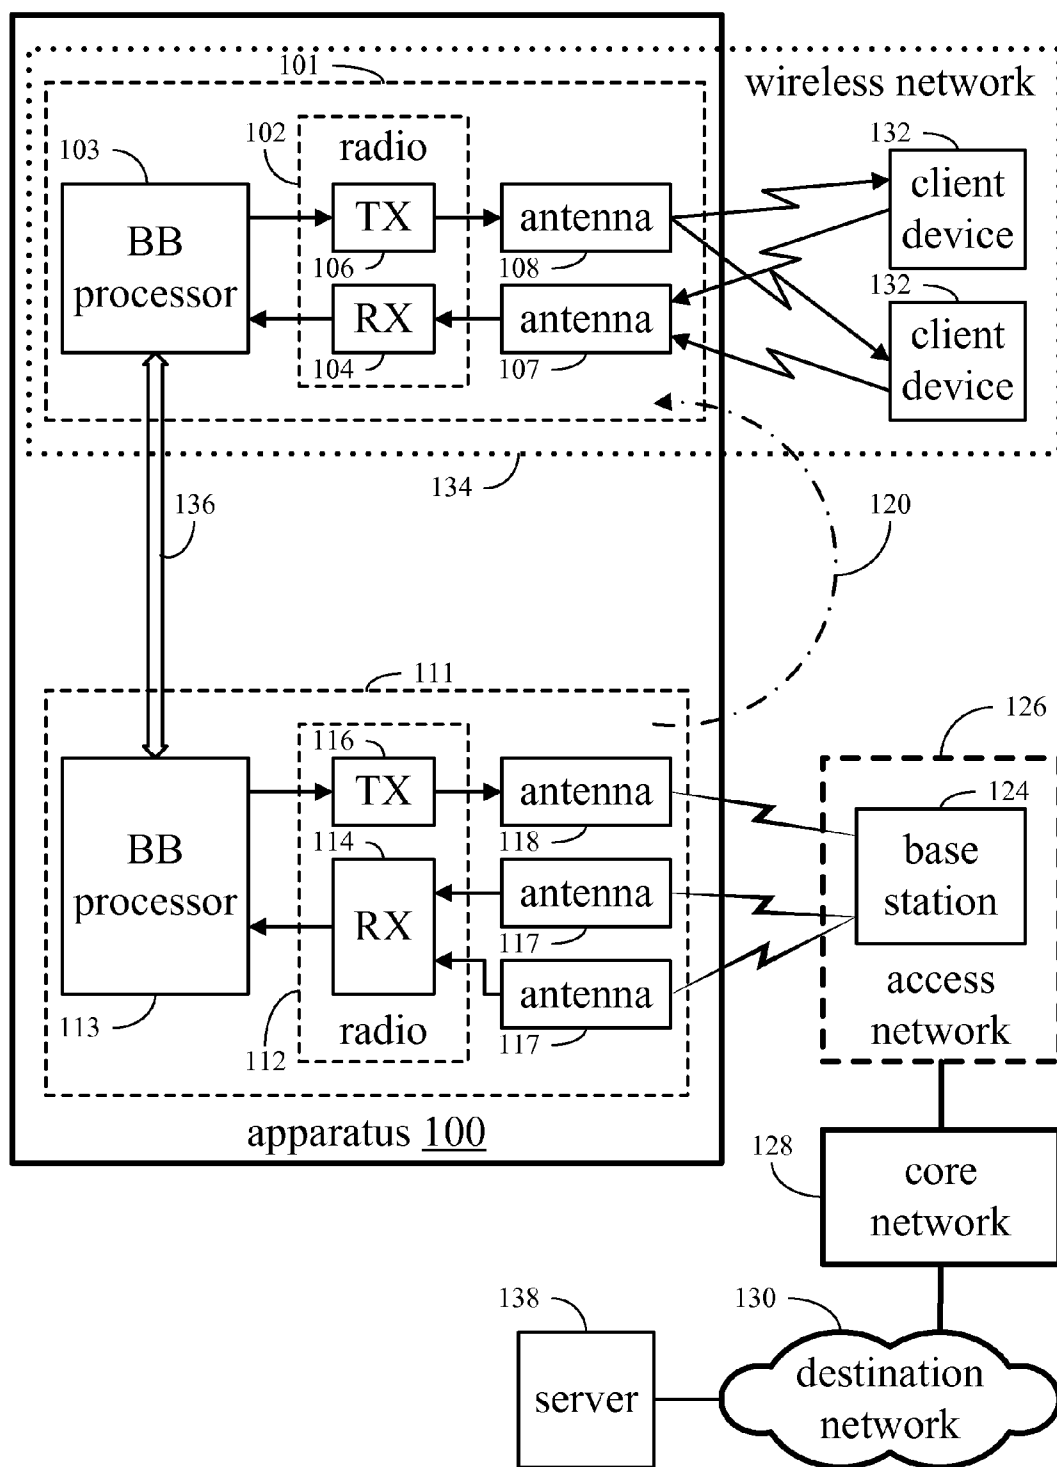 101
wireless network
103
102
radio
132
BB
processor
TX
antenna
client
device
106
108
132
RX
antenna
client
device
104
107
134
136
120
111
126
116
TX
antenna
124
BB
processor
114
118
base
station
RX
antenna
117
antenna
access
network
113
112
radio
117
apparatus 100
128
core
network
138
130
server
destination
network